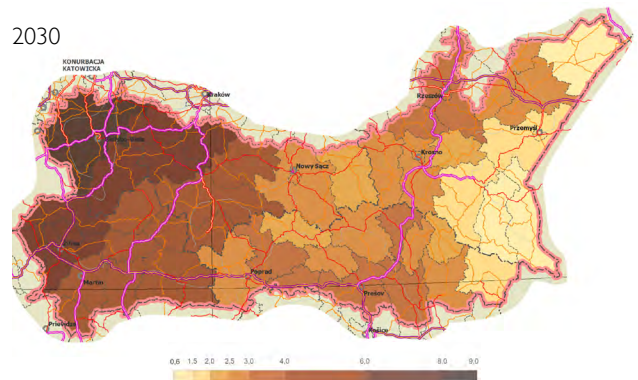 2030
KONURBACJA
KATOWICKA
Kraków
Rzeszów
Przemyśl
Krosno
Nowy Sącz
Žilina
Poprad
Martin
Prešov
Prievidza
Košice
0,6 1,5 2,0 2,5 3,0 4,0 6,0 8,0 9,0